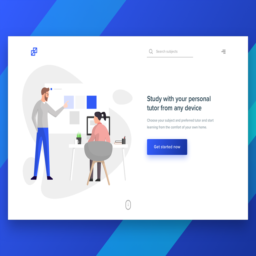 Search subjects
Study with your personal
tutor from any device
Choose your subject and preferred tutor and start
learning from the comfort of your own home.
Get started now